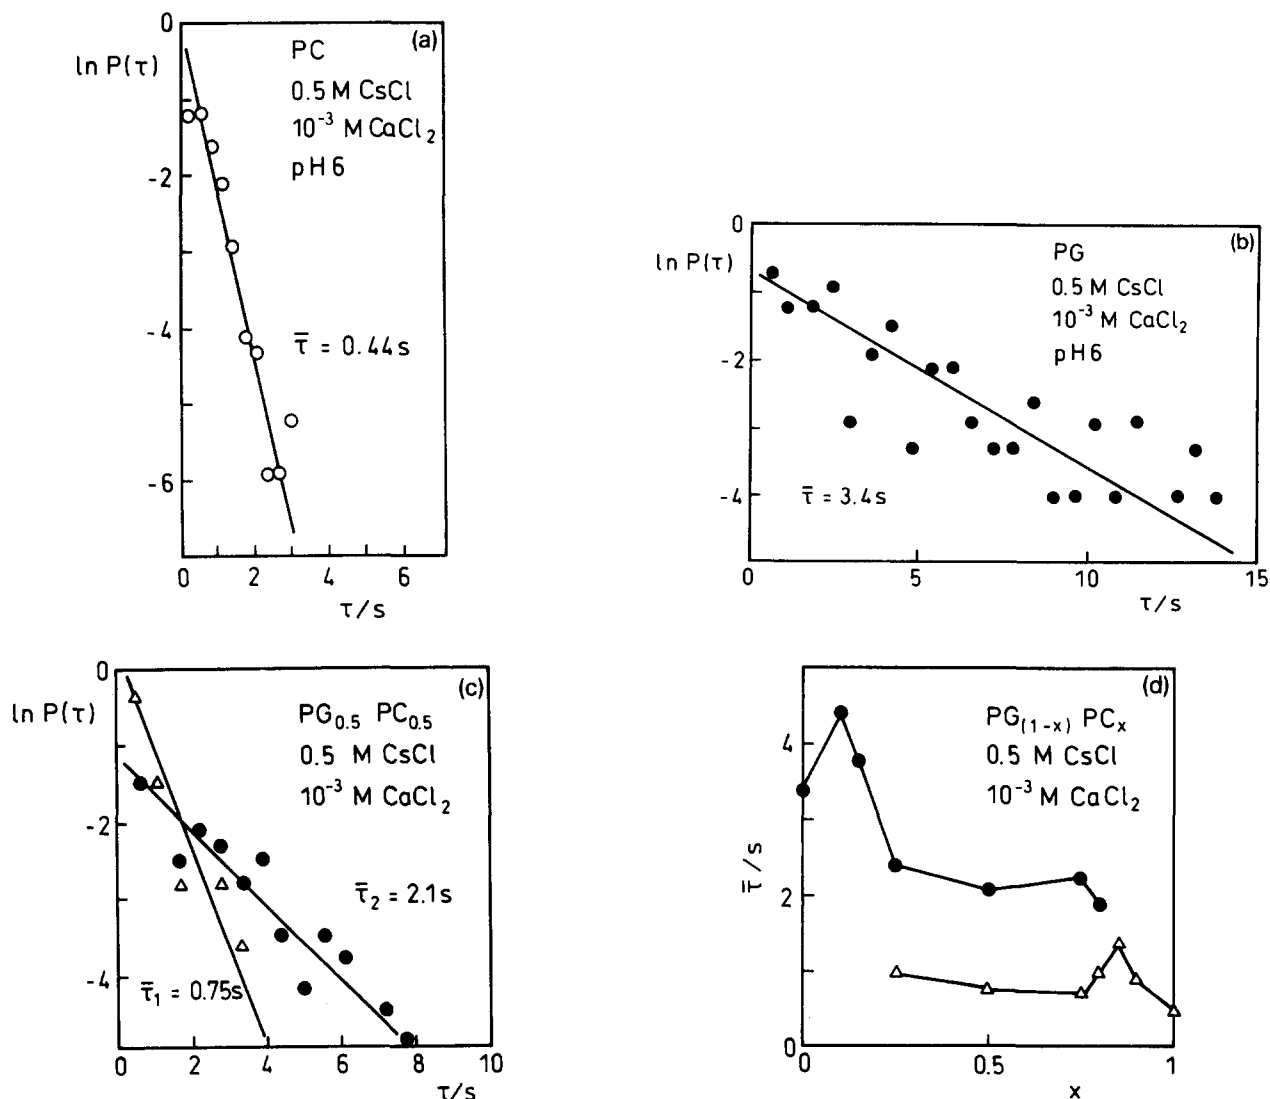 (a)
ln P(τ)
PC
0.5 M CsCl
10⁻³ M CaCl₂
pH 6
τ̄ = 0.44 s
0
-2
-4
-6
0 2 4 6
τ/s
(b)
ln P(τ)
PG
0.5 M CsCl
10⁻³ M CaCl₂
pH 6
τ̄ = 3.4 s
0
-2
-4
0 5 10 15
τ/s
(c)
ln P(τ)
PG₀.₅ PC₀.₅
0.5 M CsCl
10⁻³ M CaCl₂
τ̄₂ = 2.1 s
τ̄₁ = 0.75 s
0
-2
-4
0 2 4 6 8 10
τ/s
(d)
PG₍₁₋ₓ₎ PCₓ
0.5 M CsCl
10⁻³ M CaCl₂
τ̄ / s
4
2
0
0 0.5 1
x